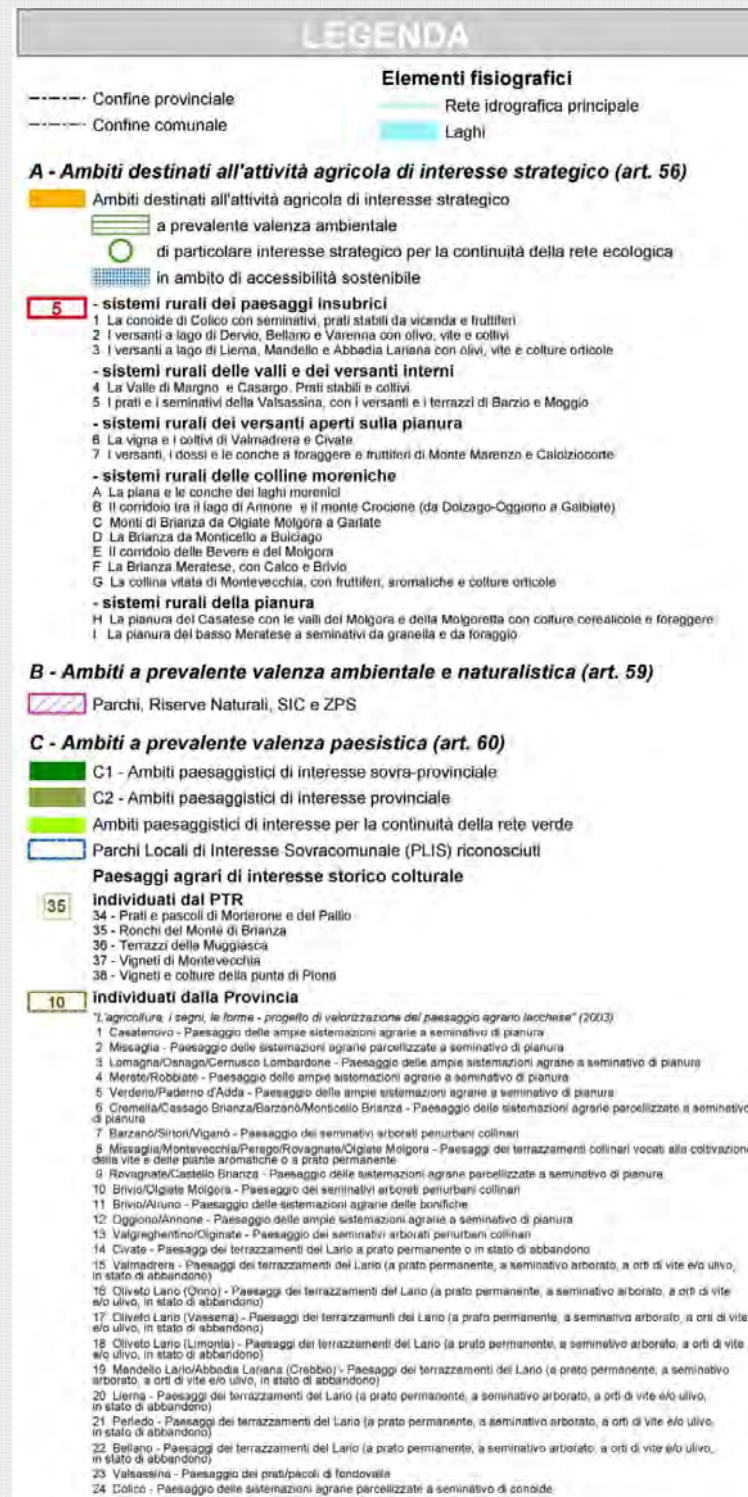 LEGENDA
Elementi fisiografici
Confine provinciale
Rete idrografica principale
Confine comunale
Laghi
A - Ambiti destinati all'attività agricola di interesse strategico (art. 56)
Ambiti destinati all'attività agricola di interesse strategico
a prevalente valenza ambientale
di particolare interesse strategico per la continuità della rete ecologica
in ambito di accessibilità sostenibile
5 - sistemi rurali dei paesaggi insubrici
1 La conoide di Colico con seminativi, prati stabili da vicenda e fruttiferi
2 I versanti a lago di Dervio, Bellano e Varenna con olivo, vite e coltivi
3 I versanti a lago di Lierna, Mandello e Abbadia Lariana con olivi, vite e colture orticole
- sistemi rurali delle valli e dei versanti interni
4 La Valle di Margno e Casargo. Prati stabili e coltivi
5 I prati e i seminativi della Valsassina, con i versanti e i terrazzi di Barzio e Moggio
- sistemi rurali dei versanti aperti sulla pianura
6 La vigna e i coltivi di Valmadrera e Civate
7 I versanti, i dossi e le conche a foraggere e fruttiferi di Monte Marenzo e Calolziocorte
- sistemi rurali delle colline moreniche
A La piana e le conche dei laghi morenici
B Il corridoio tra il lago di Annone e il monte Crocione (da Dolzago-Oggiono a Galbiate)
C Monti di Brianza da Olgiate Molgora a Garlate
D La Brianza da Monticello a Bulciago
E Il corridoio delle Bevere e del Molgora
F La Brianza Meratese, con Calco e Brivio
G La collina vitata di Montevecchia, con fruttiferi, aromatiche e colture orticole
- sistemi rurali della pianura
H La pianura del Casatese con le valli del Molgora e della Molgoretta con colture cerealicole e foraggere
I La pianura del basso Meratese a seminativi da granella e da foraggio
B - Ambiti a prevalente valenza ambientale e naturalistica (art. 59)
Parchi, Riserve Naturali, SIC e ZPS
C - Ambiti a prevalente valenza paesistica (art. 60)
C1 - Ambiti paesaggistici di interesse sovra-provinciale
C2 - Ambiti paesaggistici di interesse provinciale
Ambiti paesaggistici di interesse per la continuità della rete verde
Parchi Locali di Interesse Sovracomunale (PLIS) riconosciuti
Paesaggi agrari di interesse storico colturale
35 individuati dal PTR
34 - Prati e pascoli di Morterone e del Pallio
35 - Ronchi del Monte di Brianza
36 - Terrazzi della Muggiasca
37 - Vigneti di Montevecchia
38 - Vigneti e colture della punta di Piona
10 individuati dalla Provincia
"L'agricoltura, i segni, le forme - progetto di valorizzazione del paesaggio agrario lecchese" (2003)
1 Casatenovo - Paesaggio delle ampie sistemazioni agrarie a seminativo di pianura
2 Missaglia - Paesaggio delle sistemazioni agrarie parcellizzate a seminativo di pianura
3 Lomagna/Osnago/Cernusco Lombardone - Paesaggio delle ampie sistemazioni agrarie a seminativo di pianura
4 Merate/Robbiate - Paesaggio delle ampie sistemazioni agrarie a seminativo di pianura
5 Verderio/Paderno d'Adda - Paesaggio delle ampie sistemazioni agrarie a seminativo di pianura
6 Cremella/Cassago Brianza/Barzanò/Monticello Brianza - Paesaggio delle sistemazioni agrarie parcellizzate a seminativo
di pianura
7 Barzanò/Sirtori/Viganò - Paesaggio dei seminativi arborati periurbani collinari
8 Missaglia/Montevecchia/Perego/Rovagnate/Olgiate Molgora - Paesaggi dei terrazzamenti collinari vocati alla coltivazione
della vite e delle piante aromatiche o a prato permanente
9 Rovagnate/Castello Brianza - Paesaggio delle sistemazioni agrarie parcellizzate a seminativo di pianura
10 Brivio/Olgiate Molgora - Paesaggio dei seminativi arborati periurbani collinari
11 Brivio/Airuno - Paesaggio delle sistemazioni agrarie delle bonifiche
12 Oggiono/Annone - Paesaggio delle ampie sistemazioni agrarie a seminativo di pianura
13 Valgreghentino/Olginate - Paesaggio dei seminativi arborati periurbani collinari
14 Civate - Paesaggi dei terrazzamenti del Lario a prato permanente o in stato di abbandono
15 Valmadrera - Paesaggi dei terrazzamenti del Lario (a prato permanente, a seminativo arborato, a orti di vite e/o ulivo,
in stato di abbandono)
16 Oliveto Lario (Onno) - Paesaggi dei terrazzamenti del Lario (a prato permanente, a seminativo arborato, a orti di vite
e/o ulivo, in stato di abbandono)
17 Oliveto Lario (Vassena) - Paesaggi dei terrazzamenti del Lario (a prato permanente, a seminativo arborato, a orti di vite
e/o ulivo, in stato di abbandono)
18 Oliveto Lario (Limonta) - Paesaggi dei terrazzamenti del Lario (a prato permanente, a seminativo arborato, a orti di vite
e/o ulivo, in stato di abbandono)
19 Mandello Lario/Abbadia Lariana (Crebbio) - Paesaggi dei terrazzamenti del Lario (a prato permanente, a seminativo
arborato, a orti di vite e/o ulivo, in stato di abbandono)
20 Lierna - Paesaggi dei terrazzamenti del Lario (a prato permanente, a seminativo arborato, a orti di vite e/o ulivo,
in stato di abbandono)
21 Perledo - Paesaggi dei terrazzamenti del Lario (a prato permanente, a seminativo arborato, a orti di vite e/o ulivo,
in stato di abbandono)
22 Bellano - Paesaggi dei terrazzamenti del Lario (a prato permanente, a seminativo arborato, a orti di vite e/o ulivo,
in stato di abbandono)
23 Valsassina - Paesaggio dei prati/pacoli di fondovalle
24 Colico - Paesaggio delle sistemazioni agrarie parcellizzate a seminativo di conoide